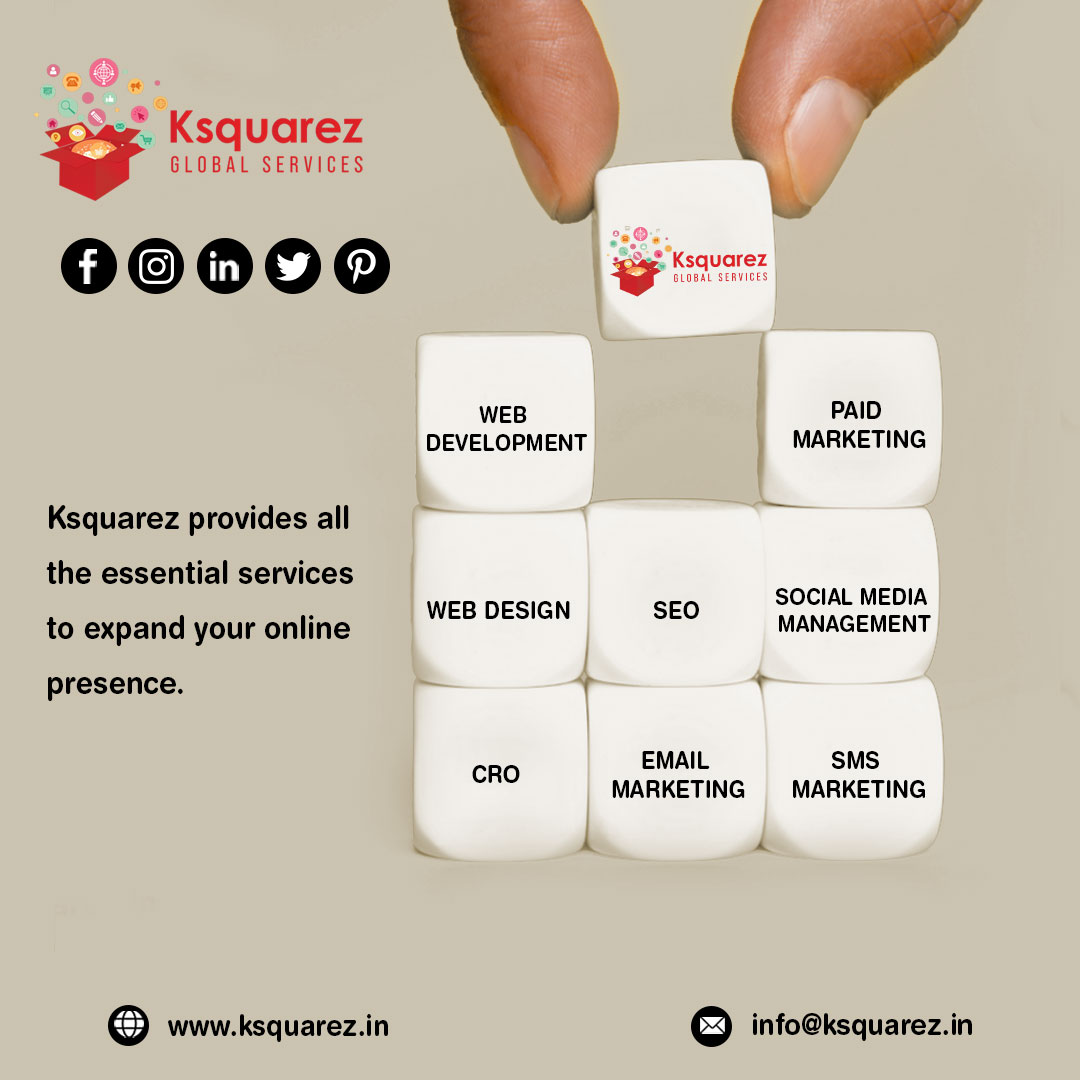 Ksquarez
GLOBAL SERVICES
Ksquarez
GLOBAL SERVICES
WEB
DEVELOPMENT
PAID
MARKETING
Ksquarez provides all
the essential services
to expand your online
presence.
WEB DESIGN
SEO
SOCIAL MEDIA
MANAGEMENT
CRO
EMAIL
MARKETING
SMS
MARKETING
www.ksquarez.in
info@ksquarez.in